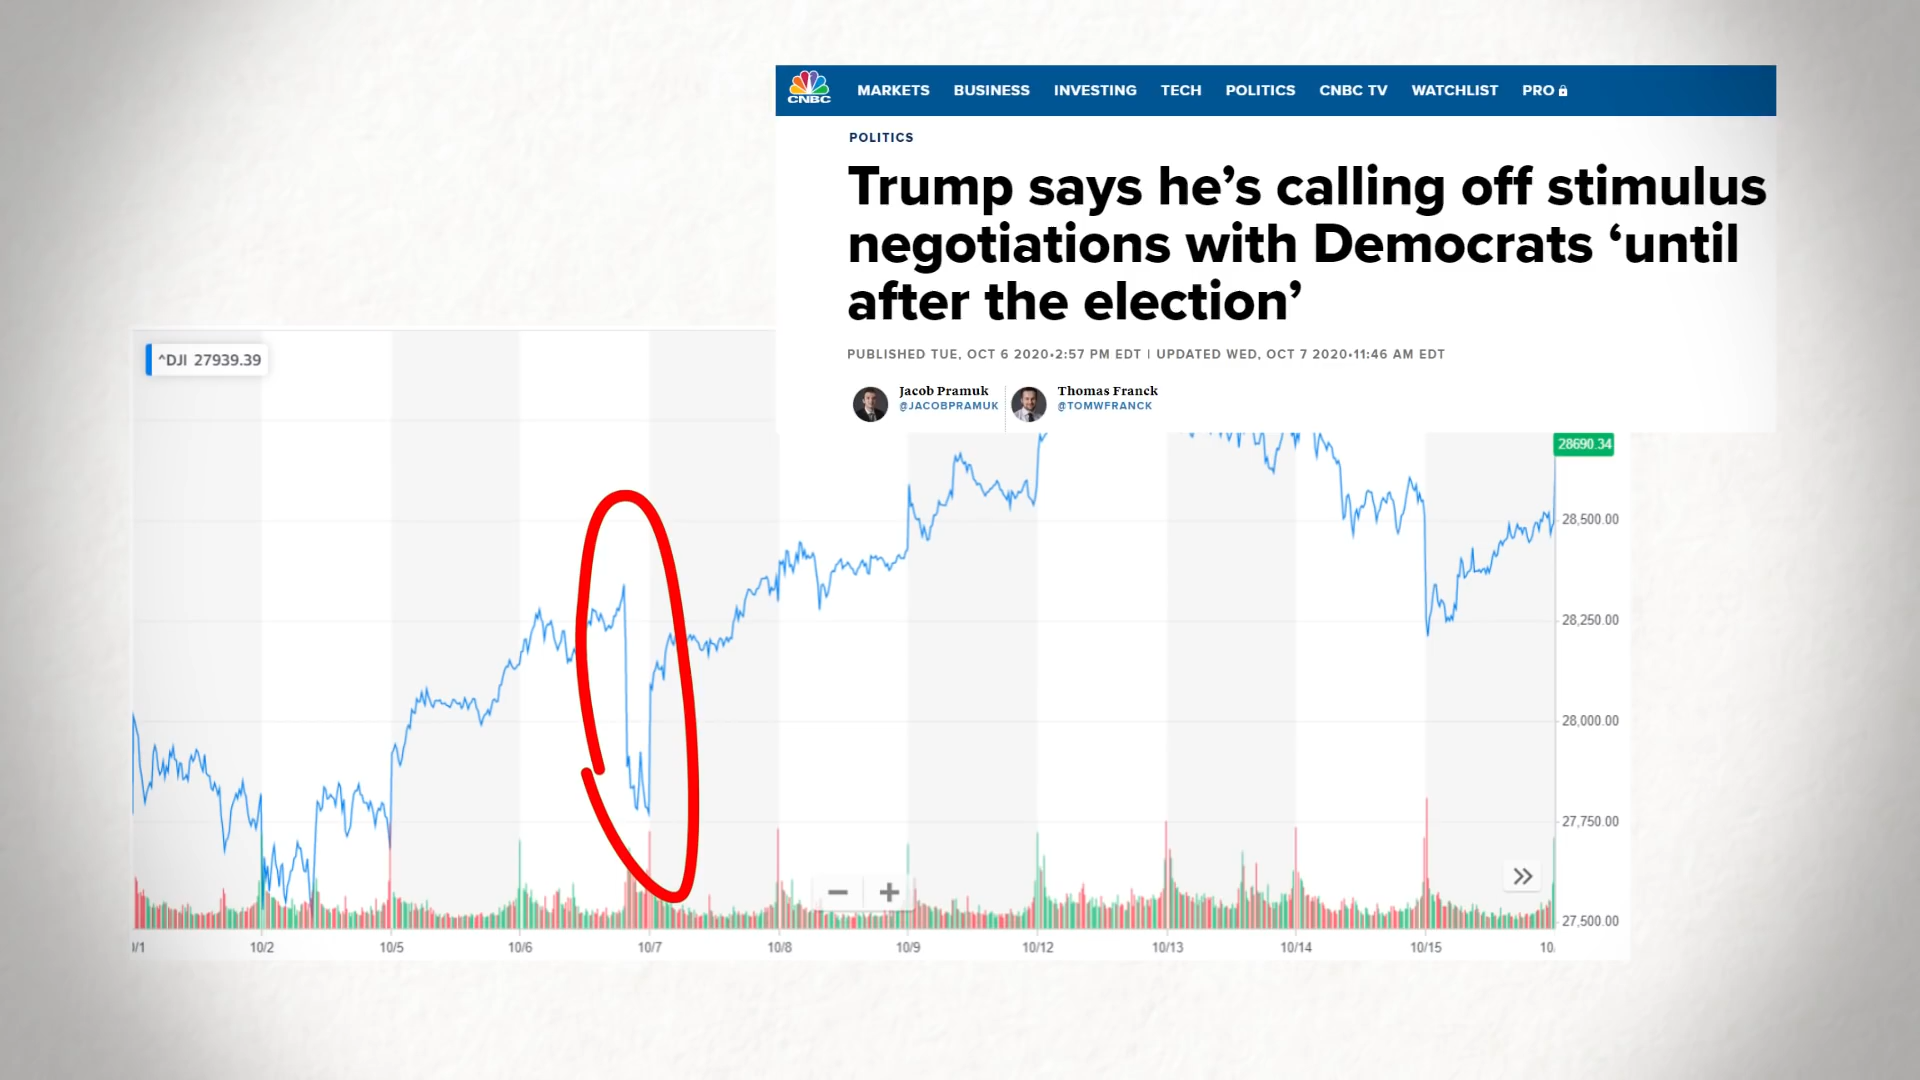 CNBC MARKETS BUSINESS INVESTING TECH POLITICS CNBC TV WATCHLIST PRO
POLITICS
Trump says he’s calling off stimulus
negotiations with Democrats ‘until
after the election’
PUBLISHED TUE, OCT 6 2020•2:57 PM EDT | UPDATED WED, OCT 7 2020•11:46 AM EDT
Jacob Pramuk
@JACOBPRAMUK
Thomas Franck
@TOMWFRANCK
^DJI 27939.39
28690.34
28,500.00
28,250.00
28,000.00
27,750.00
27,500.00
/1 10/2 10/5 10/6 10/7 10/8 10/9 10/12 10/13 10/14 10/15 10